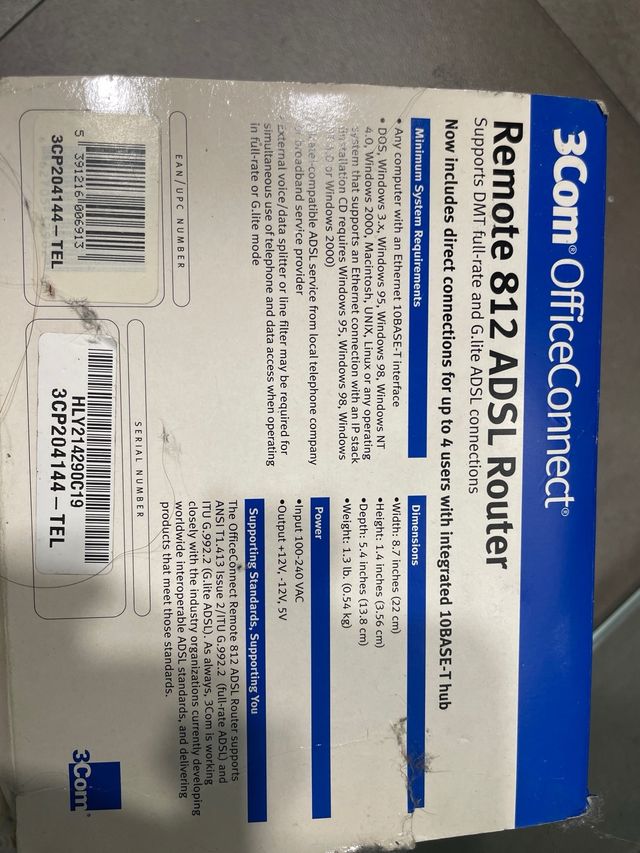 3Com® OfficeConnect®
Remote 812 ADSL Router
Supports DMT full-rate and G.lite ADSL connections
Now includes direct connections for up to 4 users with integrated 10BASE-T hub
Minimum System Requirements
• Any computer with an Ethernet 10BASE-T interface
• DOS, Windows 3.x, Windows 95, Windows 98, Windows NT
4.0, Windows 2000, Macintosh, UNIX, Linux or any operating
system that supports an Ethernet connection with an IP stack
(installation CD requires Windows 95, Windows 98, Windows
4.0 or Windows 2000)
-compatible ADSL service from local telephone company
or broadband service provider
External voice/data splitter or line filter may be required for
simultaneous use of telephone and data access when operating
in full-rate or G.lite mode
Dimensions
•Width: 8.7 inches (22 cm)
•Height: 1.4 inches (3.56 cm)
•Depth: 5.4 inches (13.8 cm)
•Weight: 1.3 lb. (0.54 kg)
Power
•Input 100-240 VAC
•Output +12V, -12V, 5V
Supporting Standards, Supporting You
The OfficeConnect Remote 812 ADSL Router supports
ANSI T1.413 Issue 2/ITU G.992.2 (full-rate ADSL) and
ITU G.992.2 (G.lite ADSL). As always, 3Com is working
closely with the industry organizations currently developing
worldwide interoperable ADSL standards, and delivering
products that meet those standards.
EAN/UPC NUMBER
5 391216 006913
3CP204144—TEL
SERIAL NUMBER
HLY214290C19
3CP204144—TEL
3Com®